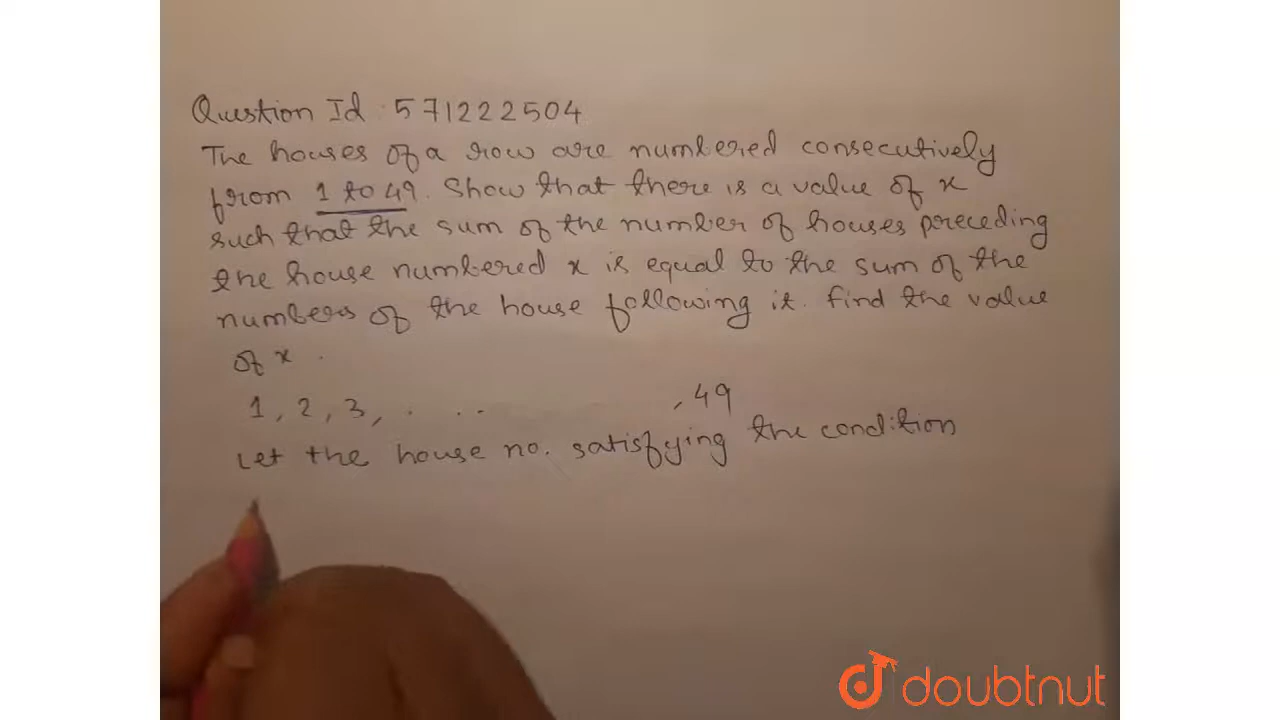 Question Id : 571222504
The houses of a row are numbered consecutively
from 1 to 49. Show that there is a value of x
such that the sum of the number of houses preceding
the house numbered x is equal to the sum of the
numbers of the house following it. find the value
of x.
1, 2, 3, . . . , 49
Let the house no. satisfying the condition
doubtnut